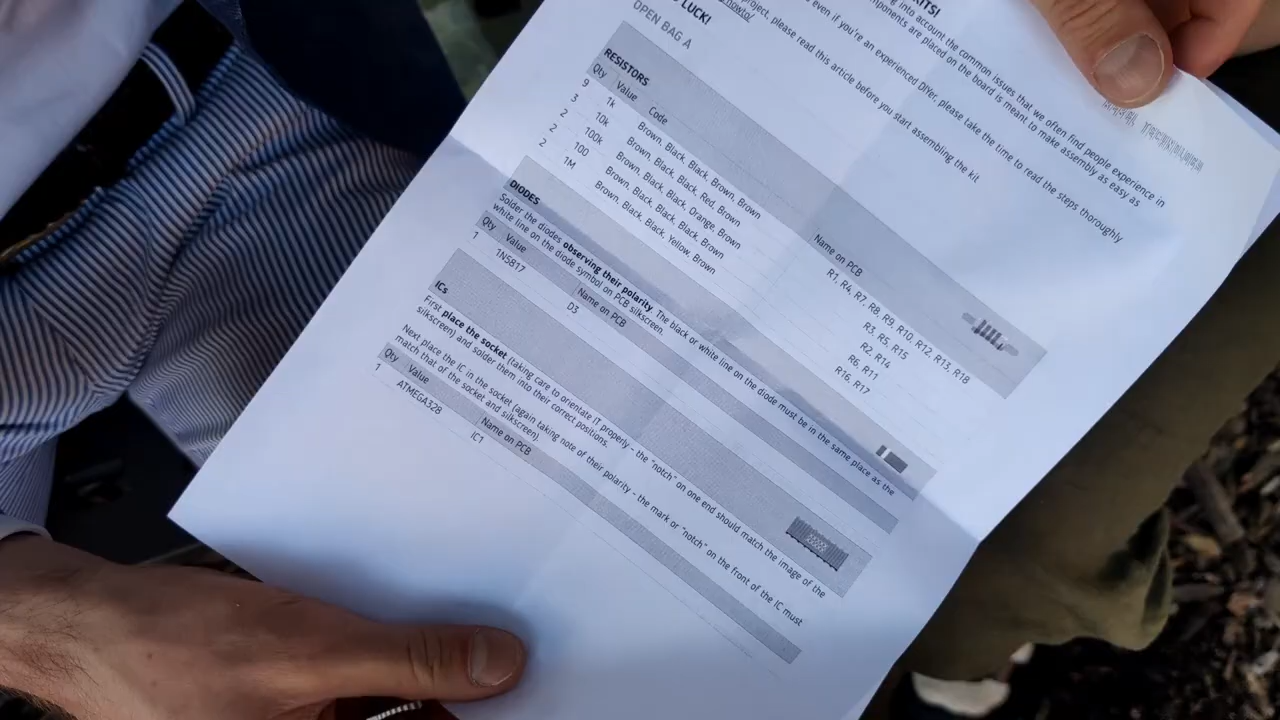 KITS!
ing into account the common issues that we often find people experience in
ponents are placed on the board is meant to make assembly as easy as
even if you're an experienced DIYer, please take the time to read the steps thoroughly
project, please read this article before you start assembling the kit
howto/
LUCK!
OPEN BAG A
RESISTORS
Qty Value Code Name on PCB
9 1k Brown, Black, Black, Brown, Brown R1, R4, R7, R8, R9, R10, R12, R13, R18
3 10k Brown, Black, Black, Red, Brown R3, R5, R15
2 100k Brown, Black, Black, Orange, Brown R2, R14
2 100 Brown, Black, Black, Black, Brown R6, R11
2 1M Brown, Black, Black, Yellow, Brown R16, R17
DIODES
Solder the diodes observing their polarity. The black or white line on the diode must be in the same place as the
white line on the diode symbol on PCB silkscreen.
Qty Value Name on PCB
1 1N5817 D3
ICs
First place the socket (taking care to orientate IT properly - the "notch" on one end should match the image of the
silkscreen) and solder them into their correct positions.
Next place the IC in the socket (again taking note of their polarity - the mark or "notch" on the front of the IC must
match that of the socket and silkscreen)
Qty Value Name on PCB
1 ATMEGA328 IC1